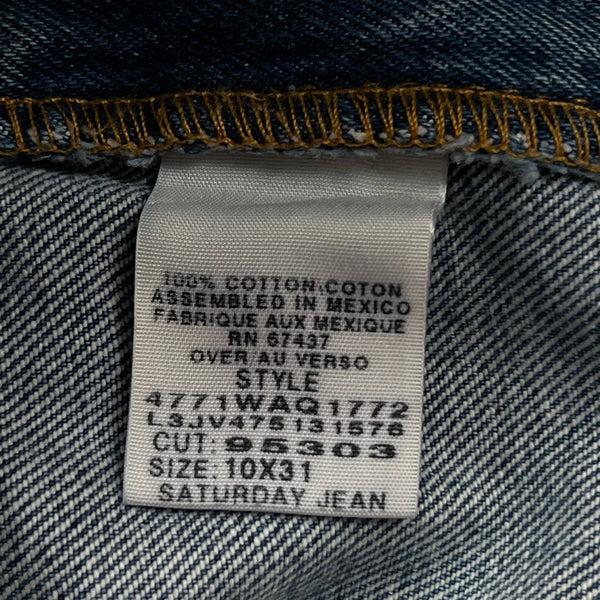 100% COTTON-COTON
ASSEMBLED IN MEXICO
FABRIQUE AUX MEXIQUE
RN 67437
OVER AU VERSO
STYLE
4771WAQ1772
L3JV475131576
CUT: 95303
SIZE: 10X31
SATURDAY JEAN